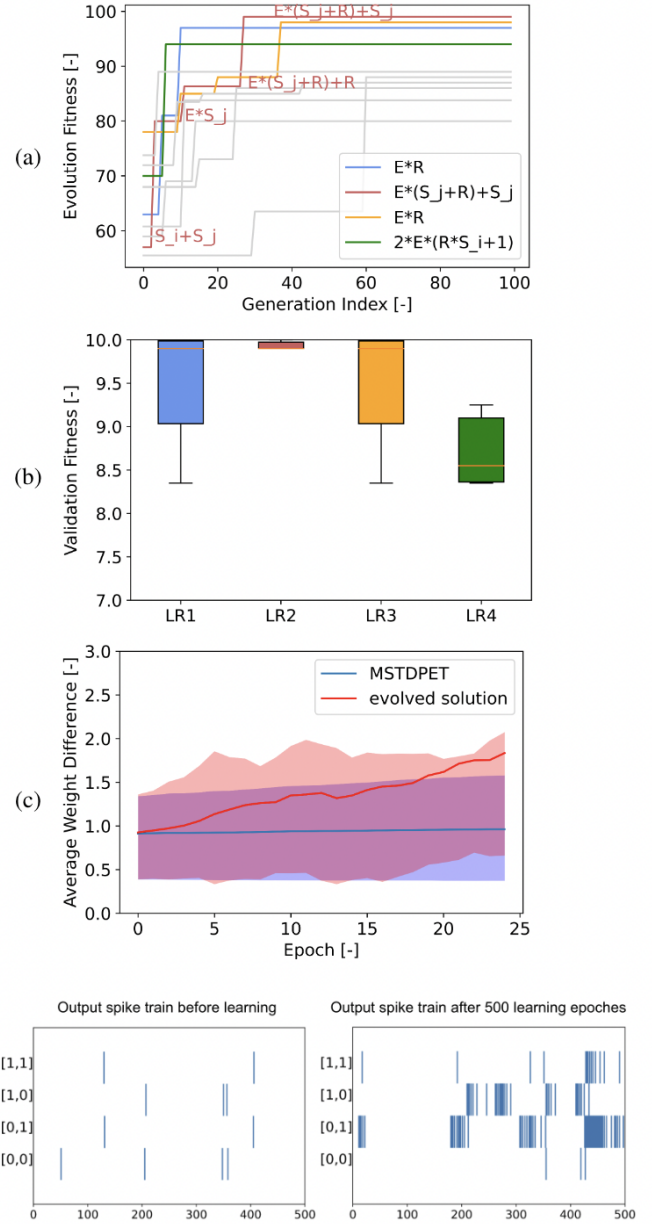 (a)
Evolution Fitness [-]
100
90
80
70
60
E*(S_j+R)+S_j
E*(S_j+R)+R
E*S_j
S_i+S_j
E*R
E*(S_j+R)+S_j
E*R
2*E*(R*S_i+1)
0 20 40 60 80 100
Generation Index [-]
(b)
Validation Fitness [-]
10.0
9.5
9.0
8.5
8.0
7.5
7.0
LR1 LR2 LR3 LR4
(c)
Average Weight Difference [-]
3.0
2.5
2.0
1.5
1.0
0.5
0.0
MSTDPET
evolved solution
0 5 10 15 20 25
Epoch [-]
Output spike train before learning
[1,1]
[1,0]
[0,1]
[0,0]
0 100 200 300 400 500
Output spike train after 500 learning epoches
[1,1]
[1,0]
[0,1]
[0,0]
0 100 200 300 400 500